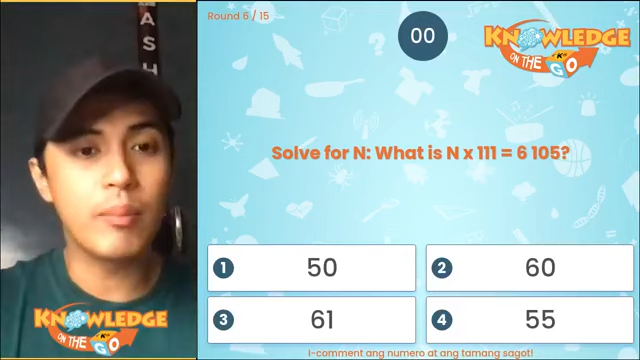 Round 6 / 15
00
KNOWLEDGE
ON THE
GO
K
Solve for N: What is N x 111 = 6 105?
1 50
2 60
3 61
4 55
I-comment ang numero at ang tamang sagot!
ASH
KNOWLEDGE
ON THE
GO